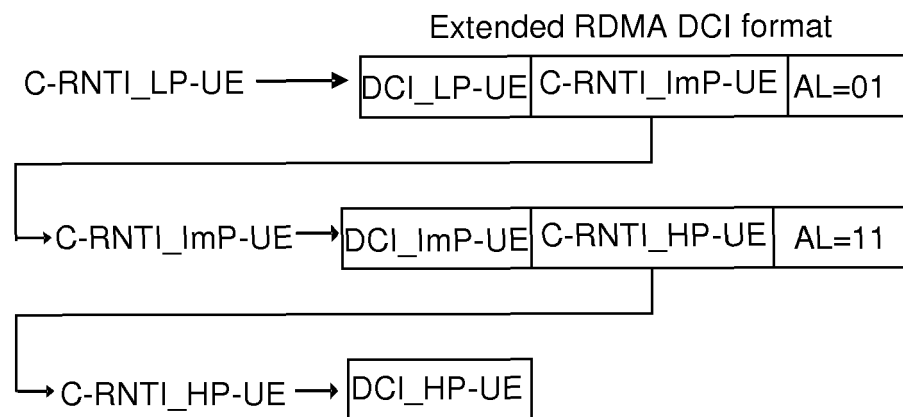 Extended RDMA DCI format
C-RNTI_LP-UE DCI_LP-UE C-RNTI_ImP-UE AL=01
C-RNTI_ImP-UE DCI_ImP-UE C-RNTI_HP-UE AL=11
C-RNTI_HP-UE DCI_HP-UE